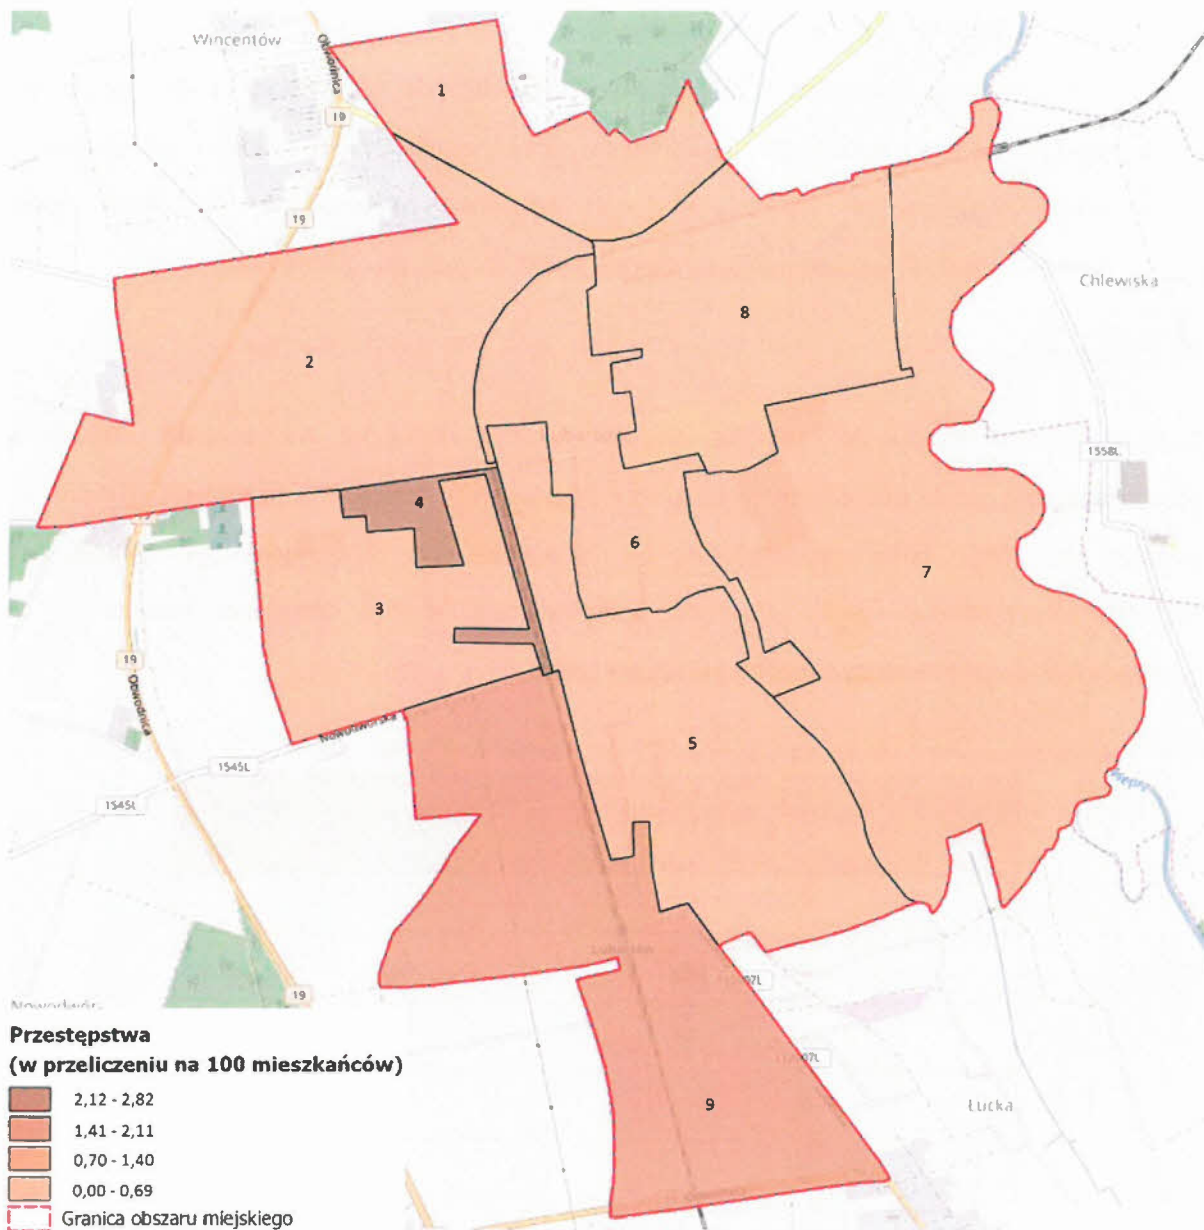 Wincentów
Obwodnica
19
1
19
Chlewiska
8
2
1558L
4
6
7
3
19
Obwodnica
Nowodworska
5
1545L
1545L
Wieprz
19
Przestępstwa
(w przeliczeniu na 100 mieszkańców)
2,12 - 2,82
1,41 - 2,11
0,70 - 1,40
0,00 - 0,69
Granica obszaru miejskiego
9
Łucka